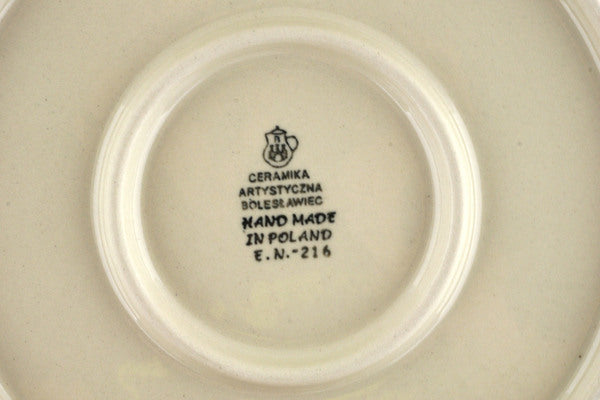 CERAMIKA
ARTYSTYCZNA
BOLESŁAWIEC
HAND MADE
IN POLAND
E.N.-216